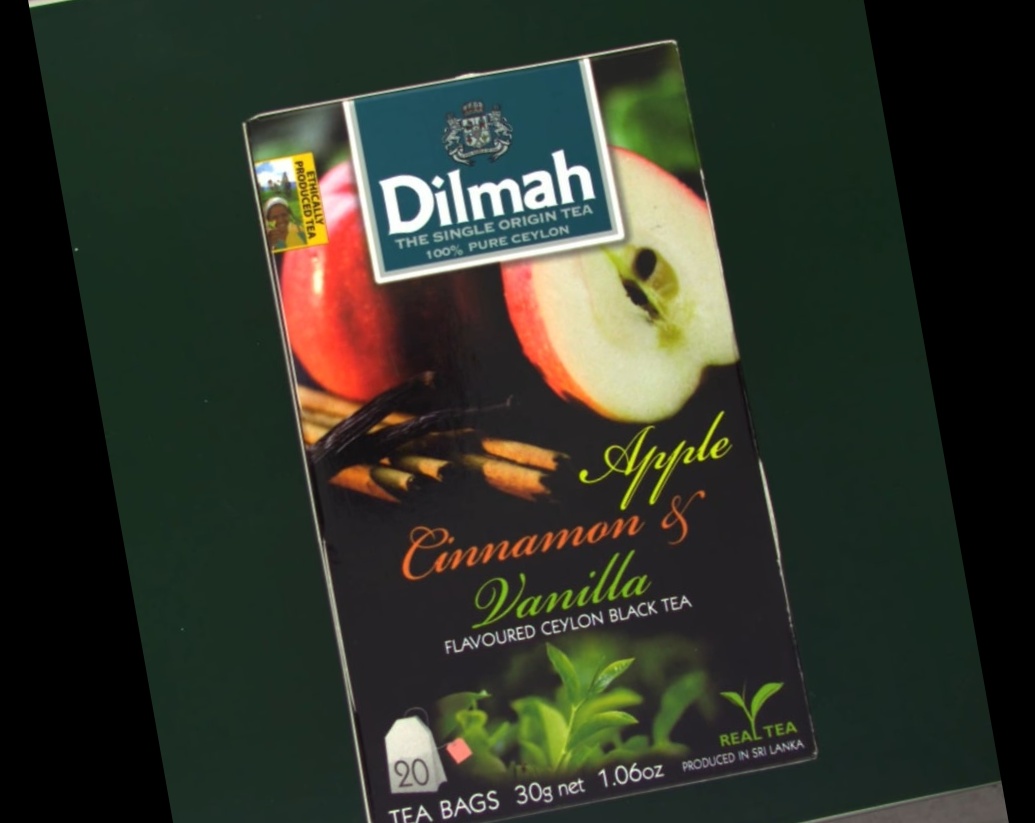 ETHICALLY
PRODUCED TEA
Dilmah
THE SINGLE ORIGIN TEA
100% PURE CEYLON
Apple
Cinnamon &
Vanilla
FLAVOURED CEYLON BLACK TEA
REAL TEA
PRODUCED IN SRI LANKA
20
TEA BAGS 30g net 1.06oz